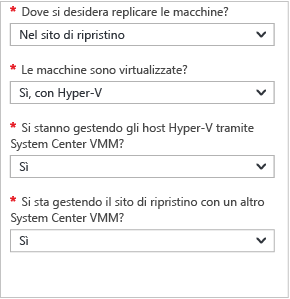 * Dove si desidera replicare le macchine?
Nel sito di ripristino
* Le macchine sono virtualizzate?
Sì, con Hyper-V
* Si stanno gestendo gli host Hyper-V tramite
System Center VMM?
Sì
* Si sta gestendo il sito di ripristino con un altro
System Center VMM?
Sì